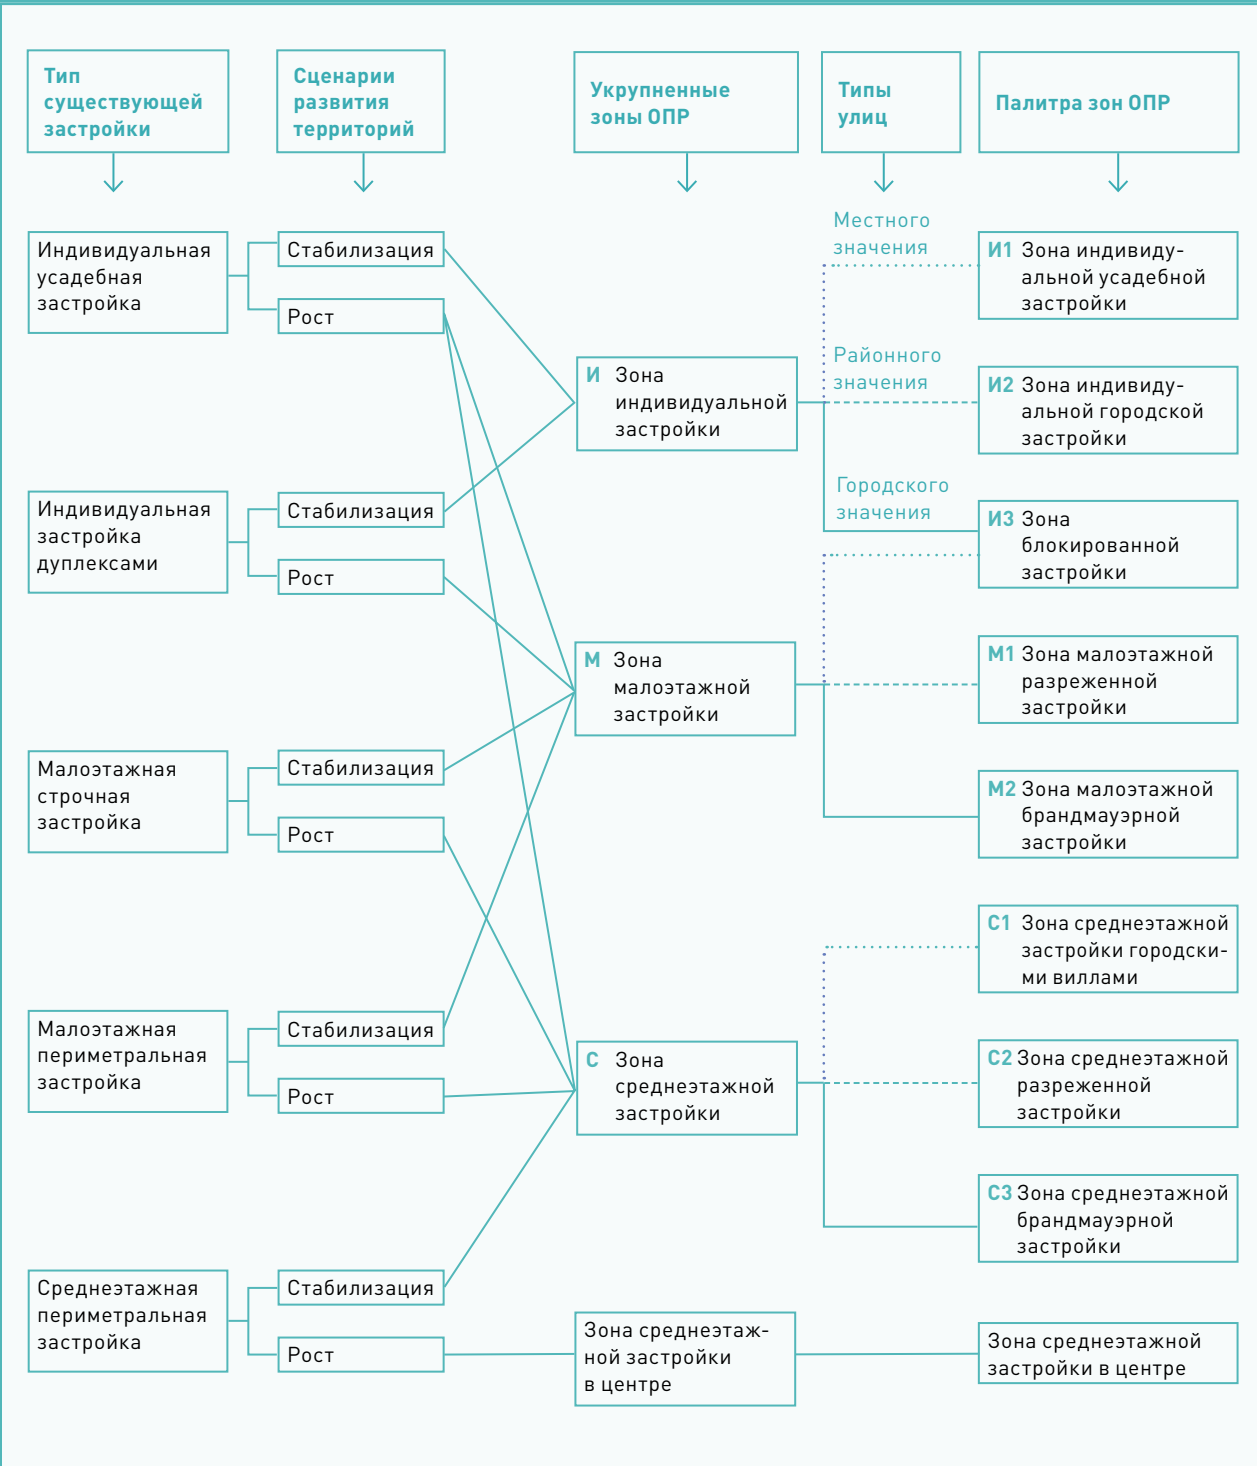 Тип
существующей
застройки
Сценарии
развития
территорий
Укрупненные
зоны ОПР
Типы
улиц
Палитра зон ОПР
Индивидуальная
усадебная
застройка
Стабилизация
Рост
Индивидуальная
застройка
дуплексами
Стабилизация
Рост
Малоэтажная
строчная
застройка
Стабилизация
Рост
Малоэтажная
периметральная
застройка
Стабилизация
Рост
Среднеэтажная
периметральная
застройка
Стабилизация
Рост
И Зона
индивидуальной
застройки
М Зона
малоэтажной
застройки
С Зона
среднеэтажной
застройки
Зона среднеэтаж-
ной застройки
в центре
Местного
значения
Районного
значения
Городского
значения
И1 Зона индивиду-
альной усадебной
застройки
И2 Зона индивиду-
альной городской
застройки
И3 Зона
блокированной
застройки
М1 Зона малоэтажной
разреженной
застройки
М2 Зона малоэтажной
брандмауэрной
застройки
С1 Зона среднеэтажной
застройки городски-
ми виллами
С2 Зона среднеэтажной
разреженной
застройки
С3 Зона среднеэтажной
брандмауэрной
застройки
Зона среднеэтажной
застройки в центре